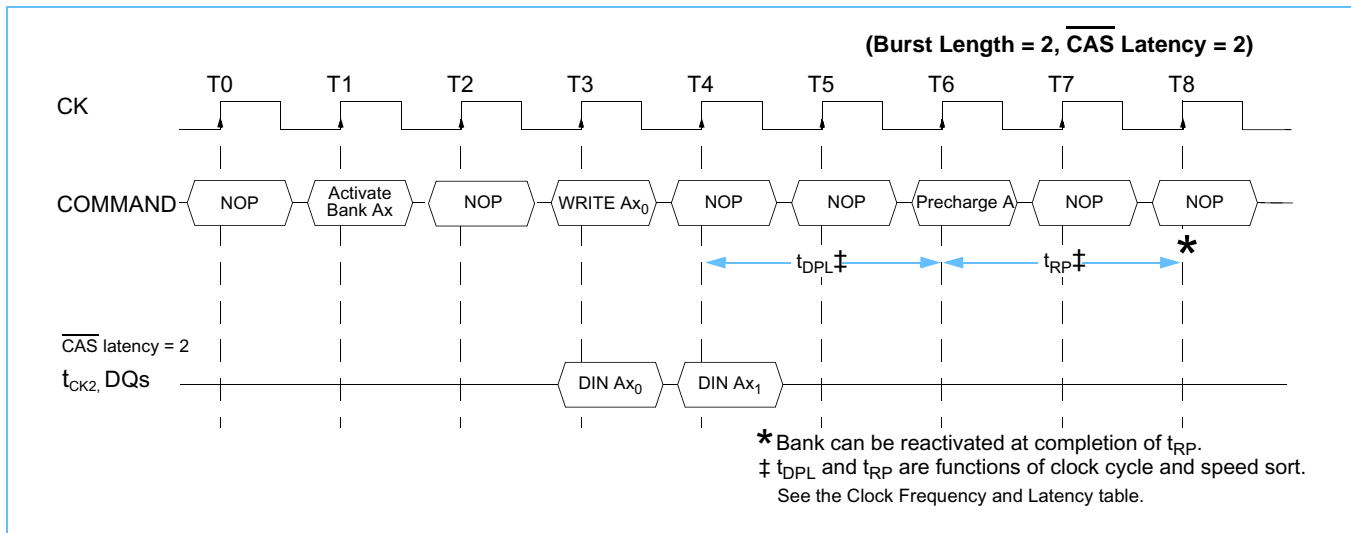 (Burst Length = 2, CAS Latency = 2)
T0 T1 T2 T3 T4 T5 T6 T7 T8
CK
COMMAND NOP Activate Bank Ax NOP WRITE Ax0 NOP NOP Precharge A NOP NOP
tDPL‡ tRP‡ *
CAS latency = 2
tCK2, DQs DIN Ax0 DIN Ax1
* Bank can be reactivated at completion of tRP.
‡ tDPL and tRP are functions of clock cycle and speed sort.
See the Clock Frequency and Latency table.